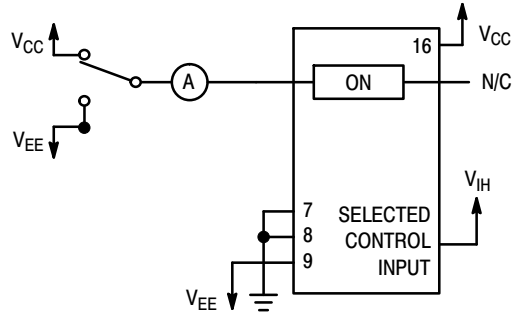 VCC
16
VCC
A
ON
N/C
VEE
VIH
7
SELECTED
8
CONTROL
9
INPUT
VEE